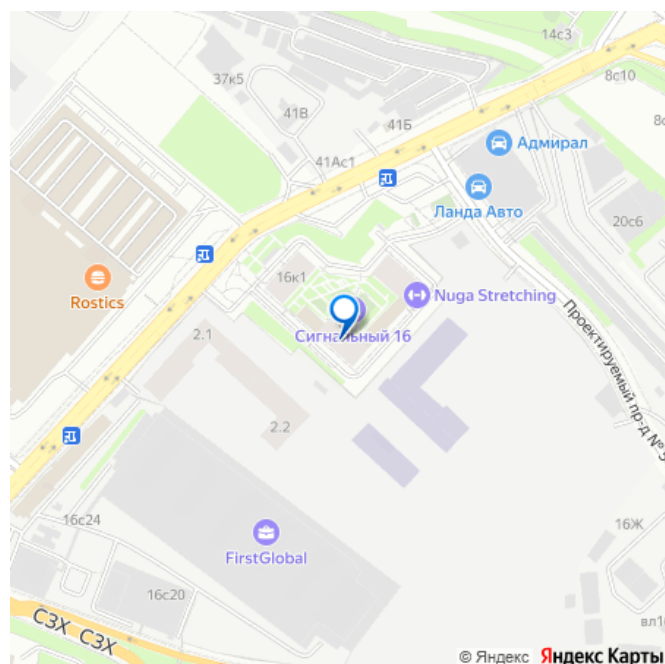 14с3
8с10
37к5
41В
41Б
Адмирал
41Ас1
Ланда Авто
20с6
16к1
Rostics
Nuga Stretching
Сигнальный 16
2.1
Проектируемый пр-д №
2.2
16с24
16Ж
FirstGlobal
16с20
СЗХ СЗХ
© Яндекс Яндекс Карты